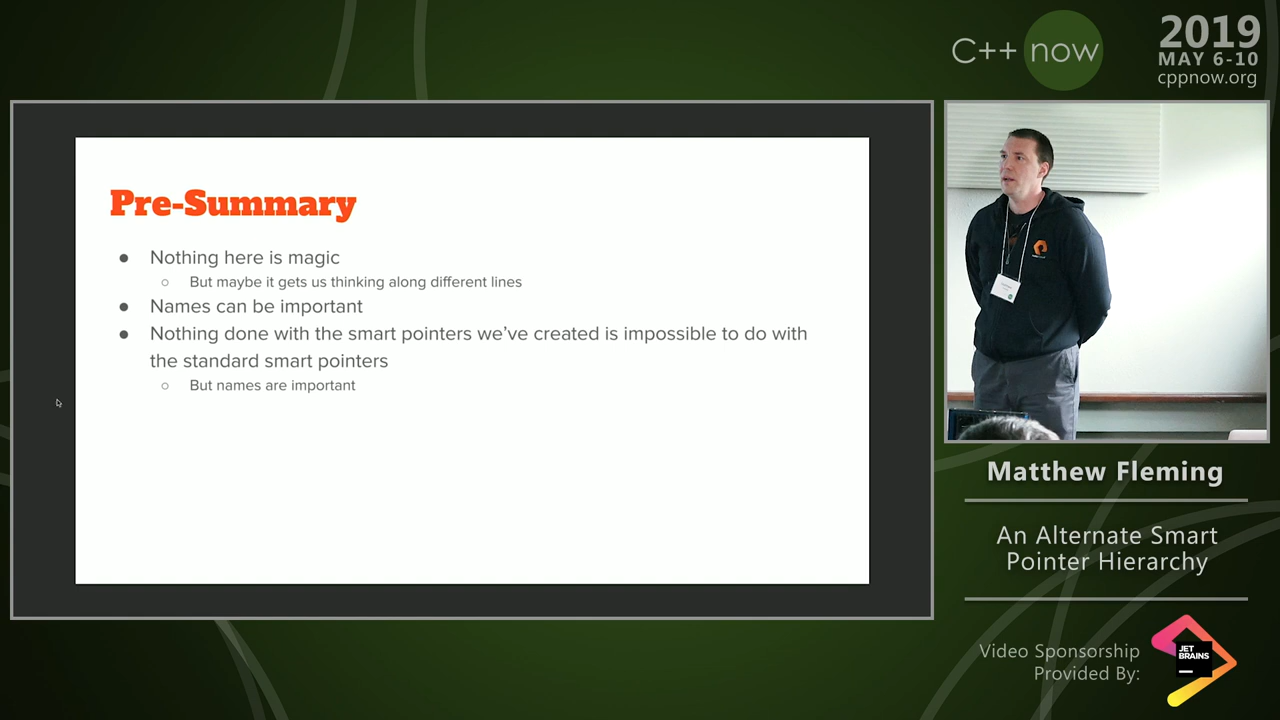 C++ now
2019
MAY 6-10
cppnow.org
Pre-Summary
● Nothing here is magic
○ But maybe it gets us thinking along different lines
● Names can be important
● Nothing done with the smart pointers we’ve created is impossible to do with
the standard smart pointers
○ But names are important
Matthew Fleming
An Alternate Smart
Pointer Hierarchy
Video Sponsorship
Provided By:
JET
BRAINS